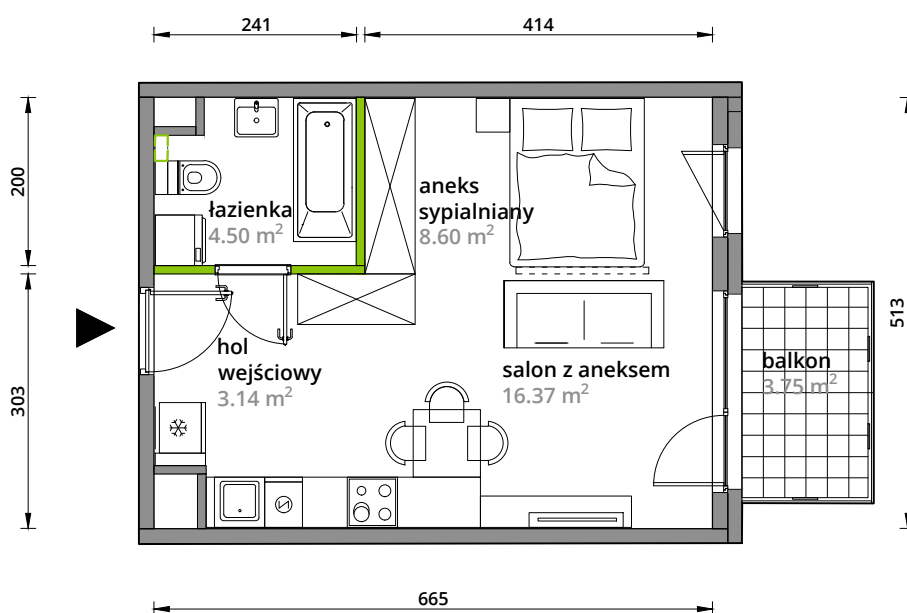 241
414
200
303
513
665
łazienka
4.50 m²
aneks
sypialniany
8.60 m²
hol
wejściowy
3.14 m²
salon z aneksem
16.37 m²
balkon
3.75 m²